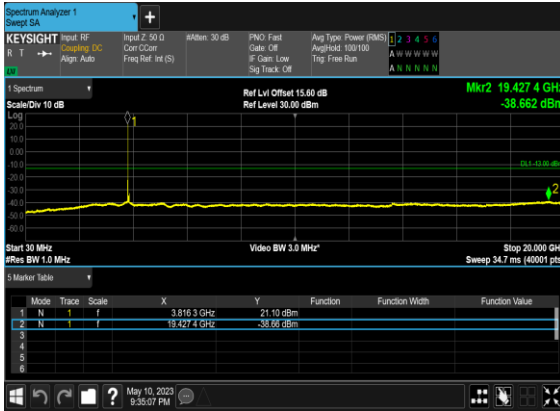 Spectrum Analyzer 1
Swept SA
+
KEYSIGHT Input: RF Input Z: 50 Ω #Atten: 30 dB PNO: Fast Avg Type: Power (RMS) 1 2 3 4 5 6
R T Coupling: DC Corr CCorr Gate: Off Avg|Hold: 100/100 A W W W W W
Align: Auto Freq Ref: Int (S) IF Gain: Low Trig: Free Run
Sig Track: Off A N N N N N
1 Spectrum Ref Lvl Offset 15.60 dB Mkr2 19.427 4 GHz
Scale/Div 10 dB Ref Level 30.00 dBm -38.662 dBm
Log
20.0
10.0
0.00
-10.0
-20.0
-30.0
-40.0
-50.0
-60.0
1
DL1 -13.00 dBm
2
Start 30 MHz Video BW 3.0 MHz* Stop 20.000 GHz
#Res BW 1.0 MHz Sweep 34.7 ms (40001 pts)
5 Marker Table
Mode Trace Scale X Y Function Function Width Function Value
1 N 1 f 3.816 3 GHz 21.10 dBm
2 N 1 f 19.427 4 GHz -38.66 dBm
3
4
5
6
? May 10, 2023
9:35:07 PM